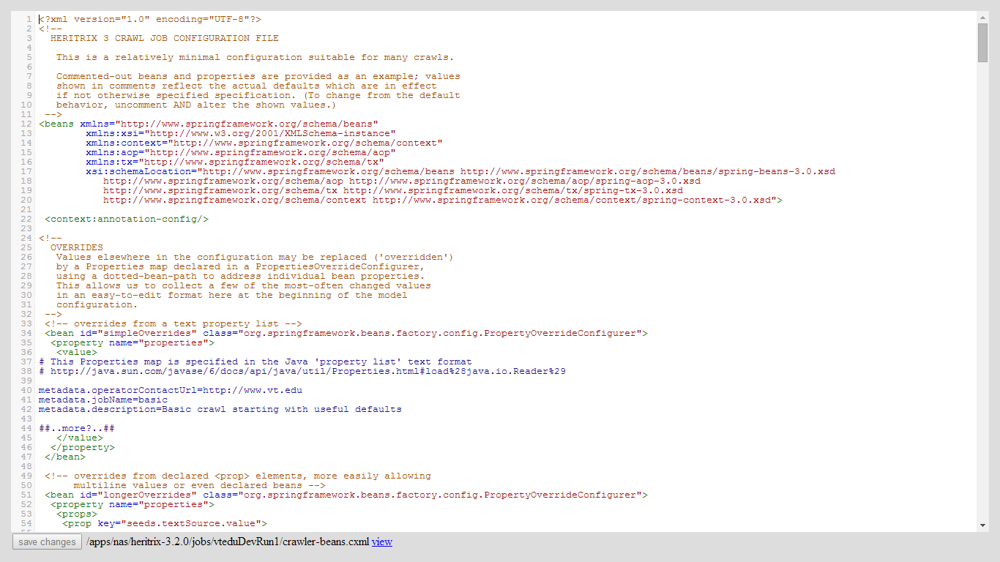 1 <?xml version="1.0" encoding="UTF-8"?>
2 <!--
3   HERITRIX 3 CRAWL JOB CONFIGURATION FILE
4
5    This is a relatively minimal configuration suitable for many crawls.
6
7    Commented-out beans and properties are provided as an example; values
8    shown in comments reflect the actual defaults which are in effect
9    if not otherwise specified specification. (To change from the default
10    behavior, uncomment AND alter the shown values.)
11  -->
12 <beans xmlns="http://www.springframework.org/schema/beans"
13         xmlns:xsi="http://www.w3.org/2001/XMLSchema-instance"
14         xmlns:context="http://www.springframework.org/schema/context"
15         xmlns:aop="http://www.springframework.org/schema/aop"
16         xmlns:tx="http://www.springframework.org/schema/tx"
17         xsi:schemaLocation="http://www.springframework.org/schema/beans http://www.springframework.org/schema/beans/spring-beans-3.0.xsd
18            http://www.springframework.org/schema/aop http://www.springframework.org/schema/aop/spring-aop-3.0.xsd
19            http://www.springframework.org/schema/tx http://www.springframework.org/schema/tx/spring-tx-3.0.xsd
20            http://www.springframework.org/schema/context http://www.springframework.org/schema/context/spring-context-3.0.xsd">
21
22  <context:annotation-config/>
23
24 <!--
25   OVERRIDES
26    Values elsewhere in the configuration may be replaced ('overridden')
27    by a Properties map declared in a PropertiesOverrideConfigurer,
28    using a dotted-bean-path to address individual bean properties.
29    This allows us to collect a few of the most-often changed values
30    in an easy-to-edit format here at the beginning of the model
31    configuration.
32  -->
33  <!-- overrides from a text property list -->
34  <bean id="simpleOverrides" class="org.springframework.beans.factory.config.PropertyOverrideConfigurer">
35   <property name="properties">
36    <value>
37 # This Properties map is specified in the Java 'property list' text format
38 # http://java.sun.com/javase/6/docs/api/java/util/Properties.html#load%28java.io.Reader%29
39
40 metadata.operatorContactUrl=http://www.vt.edu
41 metadata.jobName=basic
42 metadata.description=Basic crawl starting with useful defaults
43
44 ##..more?..##
45    </value>
46   </property>
47  </bean>
48
49  <!-- overrides from declared <prop> elements, more easily allowing
50       multiline values or even declared beans -->
51  <bean id="longerOverrides" class="org.springframework.beans.factory.config.PropertyOverrideConfigurer">
52   <property name="properties">
53    <props>
54     <prop key="seeds.textSource.value">
save changes /apps/nas/heritrix-3.2.0/jobs/vteduDevRun1/crawler-beans.cxml view